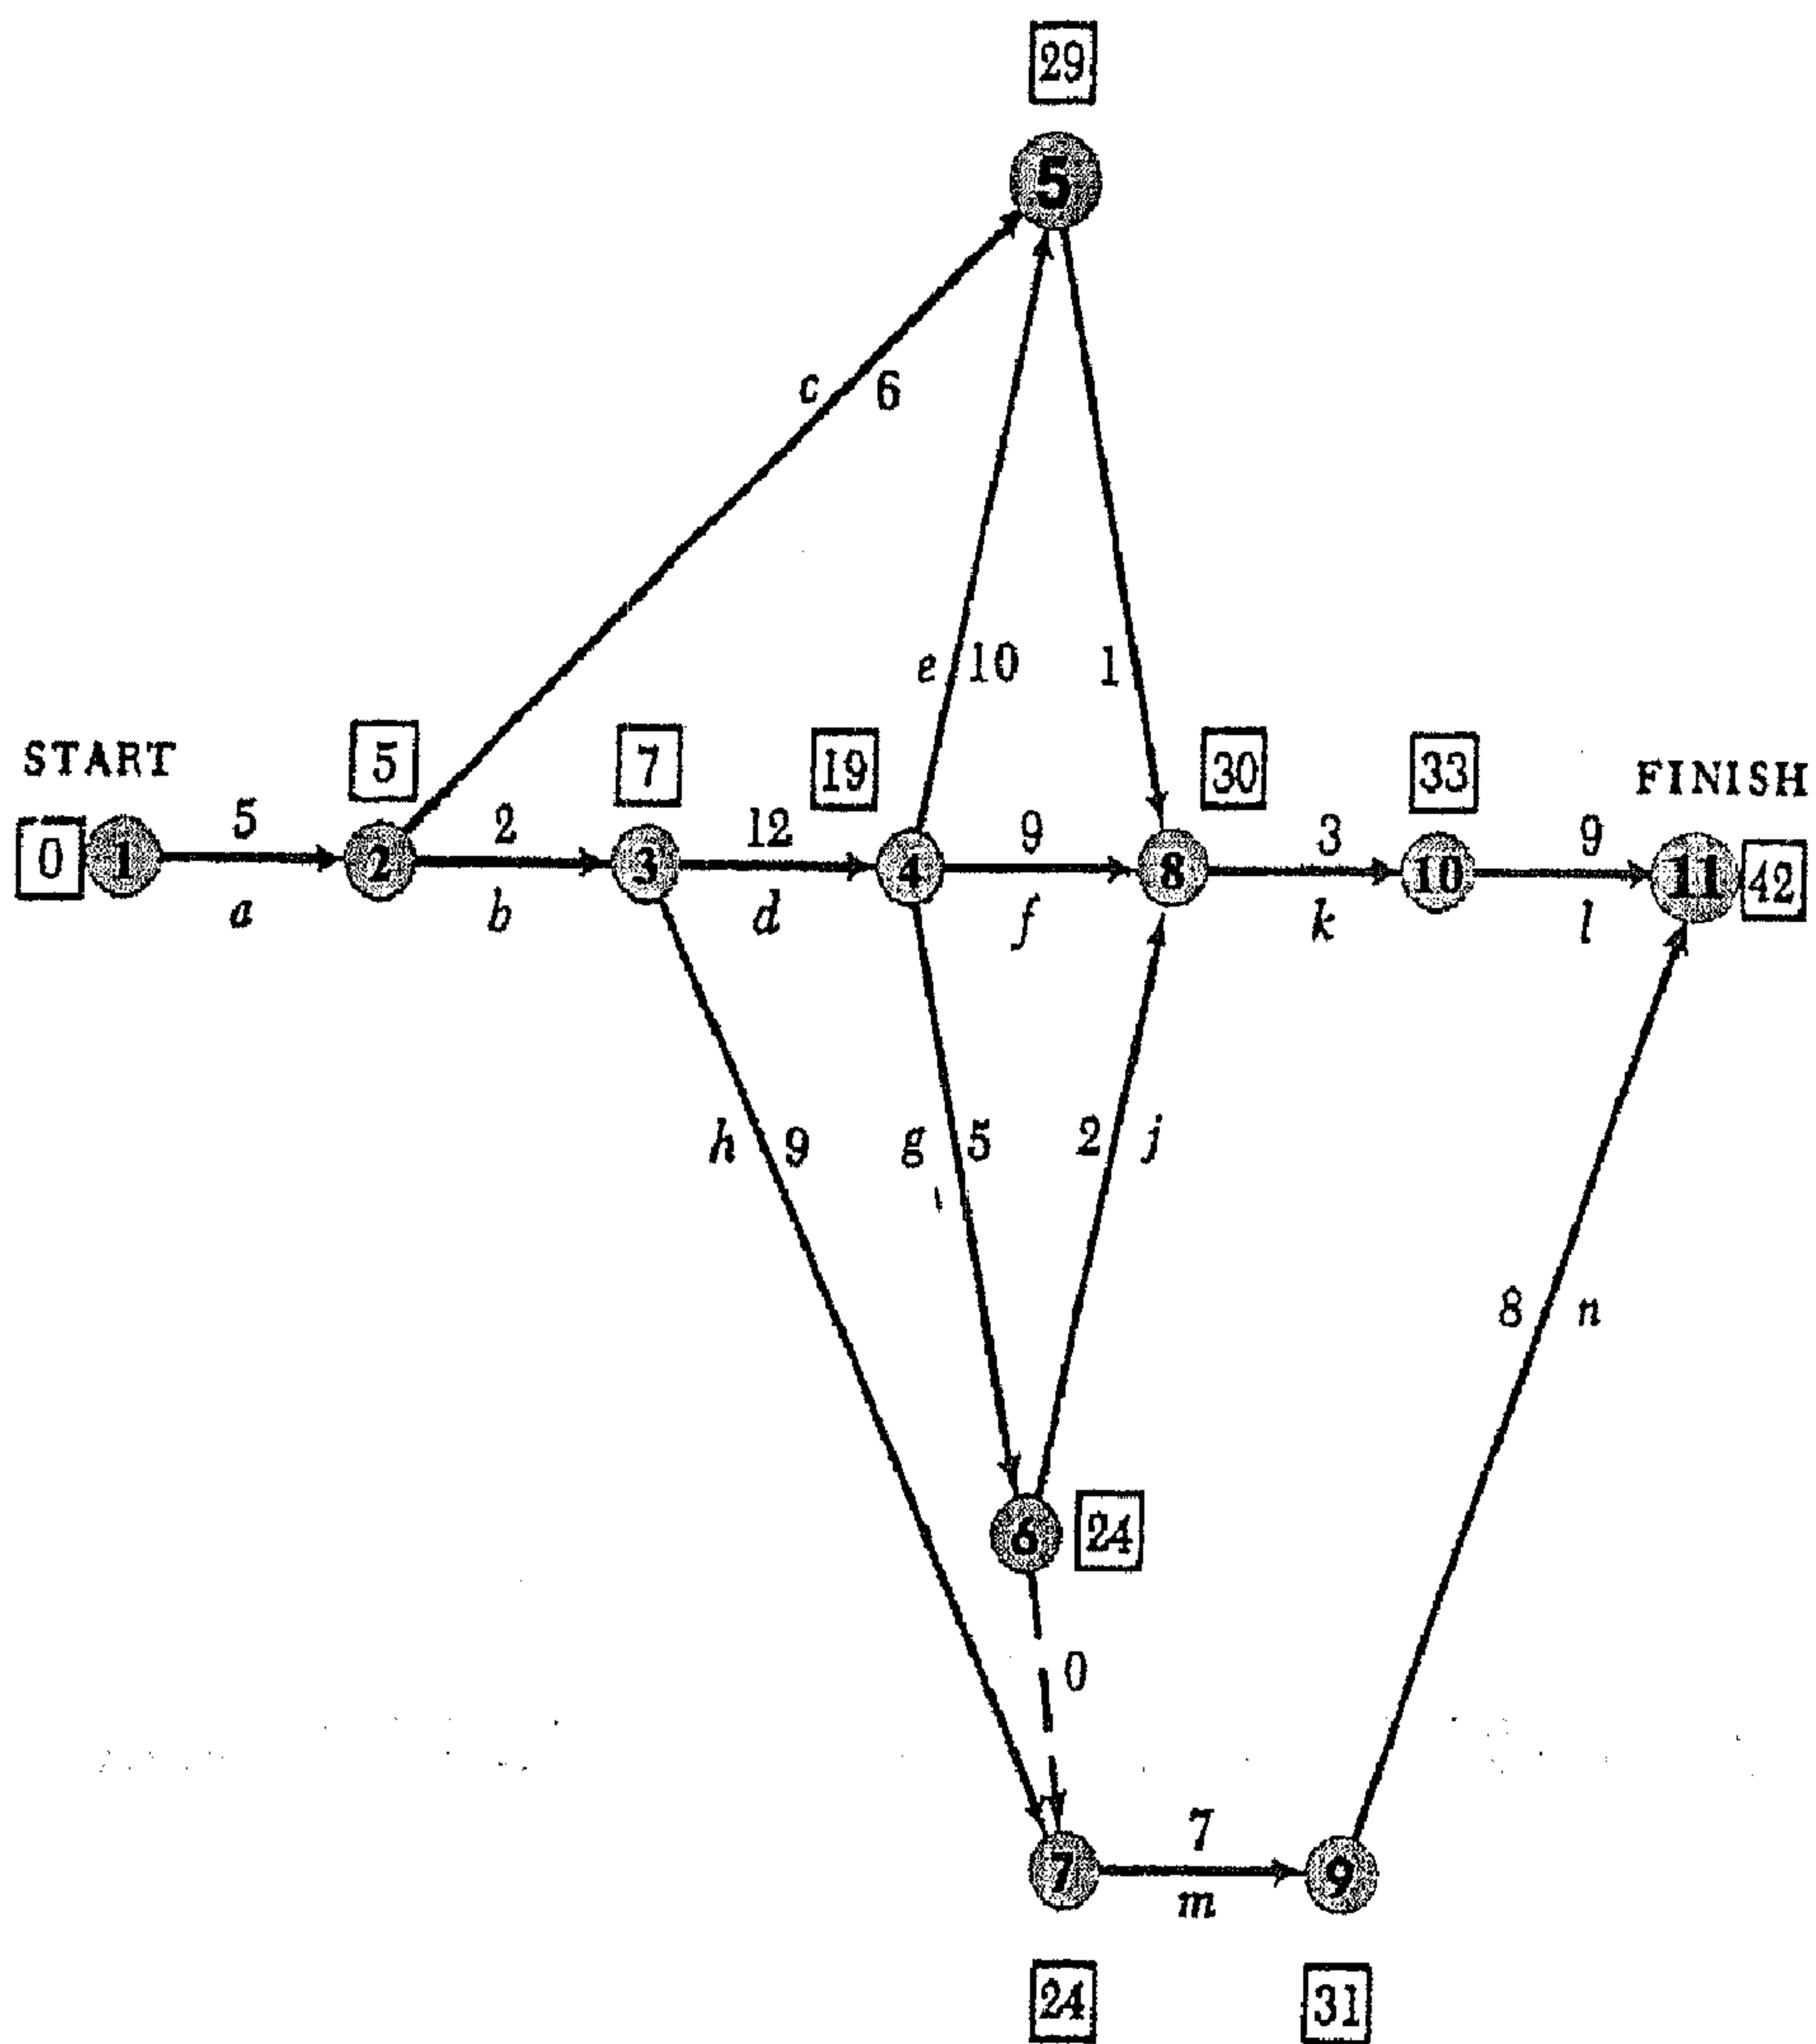 29
5
c 6
e 10 1
START 5 7 19 30 33 FINISH
0 1 5 2 2 3 12 4 9 8 3 10 9 11 42
a b d f k l
h 9 g 5 2 j
8 n
6 24
0
7 7 9
m
24 31